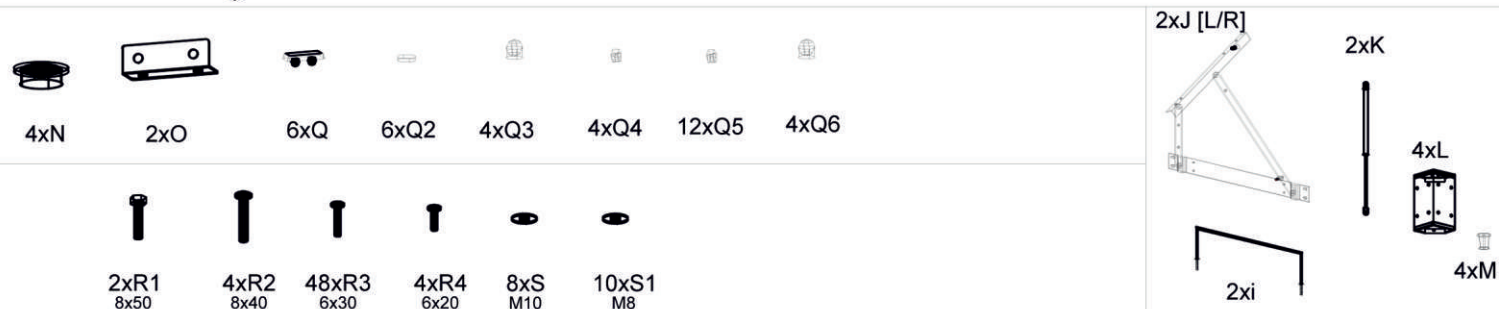 4xN 2xO 6xQ 6xQ2 4xQ3 4xQ4 12xQ5 4xQ6
2xR1 4xR2 48xR3 4xR4 8xS 10xS1
8x50 8x40 6x30 6x20 M10 M8
2xJ [L/R]
2xK
4xL
4xM
2xi